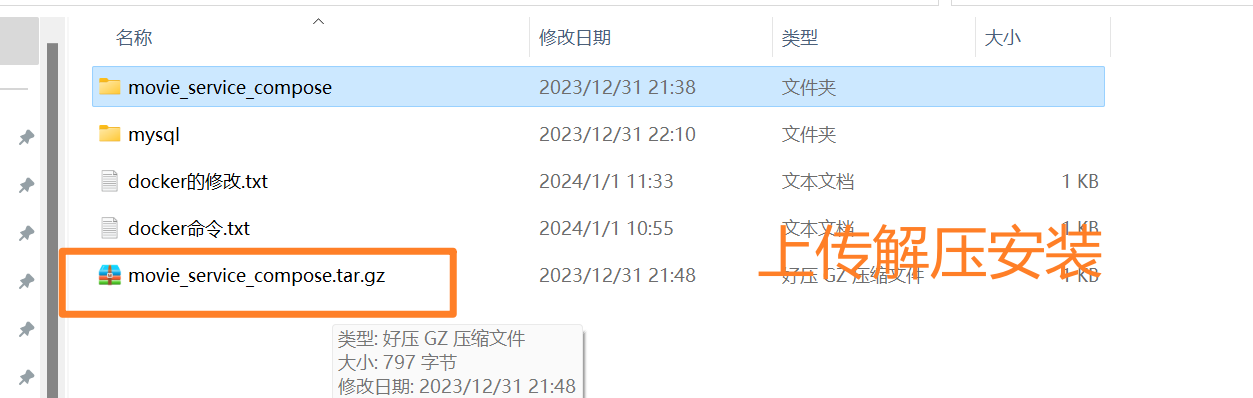 名称 修改日期 类型 大小
movie_service_compose 2023/12/31 21:38 文件夹
mysql 2023/12/31 22:10 文件夹
docker的修改.txt 2024/1/1 11:33 文本文档 1 KB
docker命令.txt 2024/1/1 10:55 文本文档 1 KB
上传解压安装
movie_service_compose.tar.gz 2023/12/31 21:48 好压 GZ 压缩文件 1 KB
类型: 好压 GZ 压缩文件
大小: 797 字节
修改日期: 2023/12/31 21:48